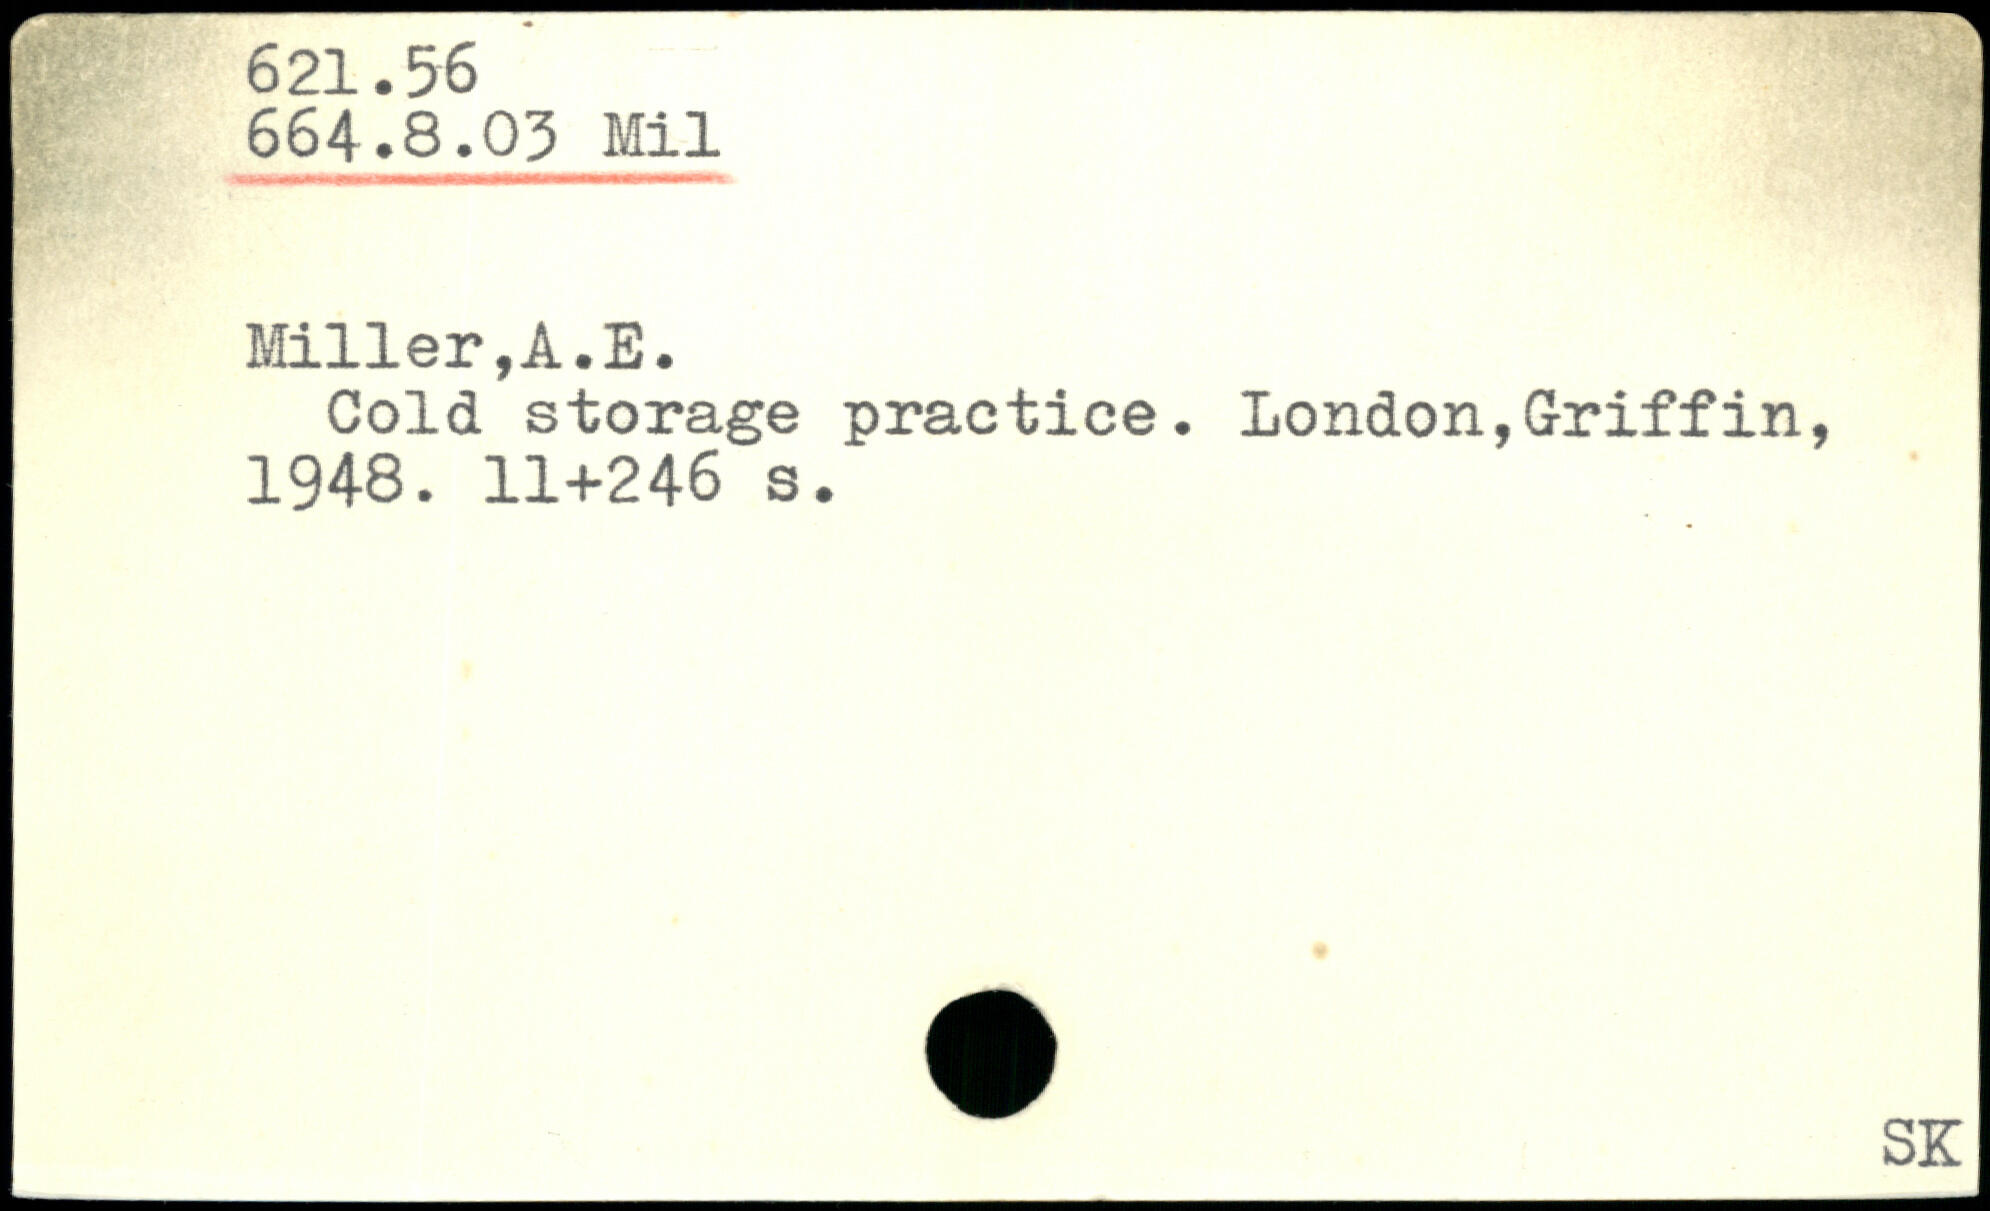 621.56
664.8.03 Mil
Miller,A.E.
Cold storage practice. London,Griffin,
1948. 11+246 s.
SK